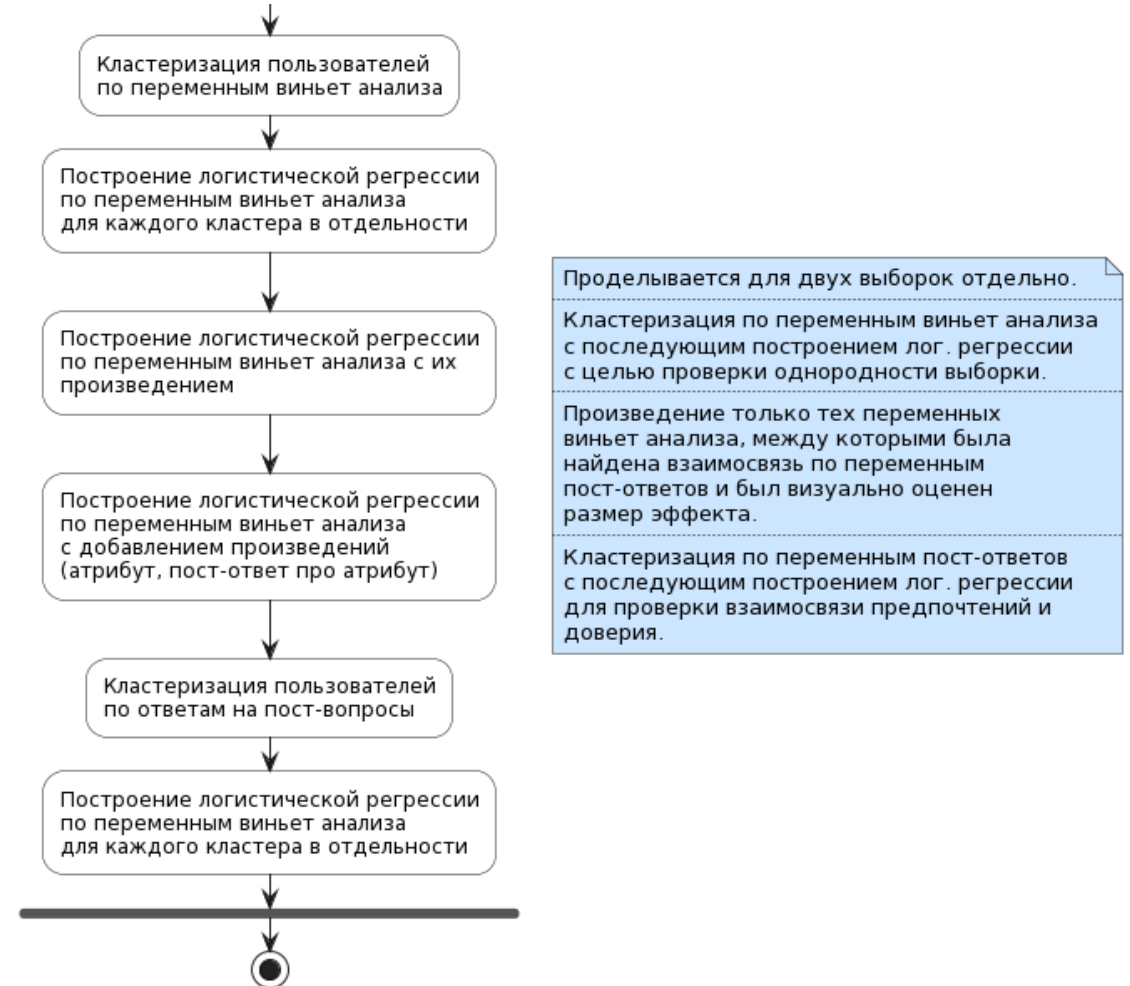 Кластеризация пользователей
по переменным виньет анализа
Построение логистической регрессии
по переменным виньет анализа
для каждого кластера в отдельности
Построение логистической регрессии
по переменным виньет анализа с их
произведением
Построение логистической регрессии
по переменным виньет анализа
с добавлением произведений
(атрибут, пост-ответ про атрибут)
Кластеризация пользователей
по ответам на пост-вопросы
Построение логистической регрессии
по переменным виньет анализа
для каждого кластера в отдельности
Проделывается для двух выборок отдельно.
Кластеризация по переменным виньет анализа
с последующим построением лог. регрессии
с целью проверки однородности выборки.
Произведение только тех переменных
виньет анализа, между которыми была
найдена взаимосвязь по переменным
пост-ответов и был визуально оценен
размер эффекта.
Кластеризация по переменным пост-ответов
с последующим построением лог. регрессии
для проверки взаимосвязи предпочтений и
доверия.